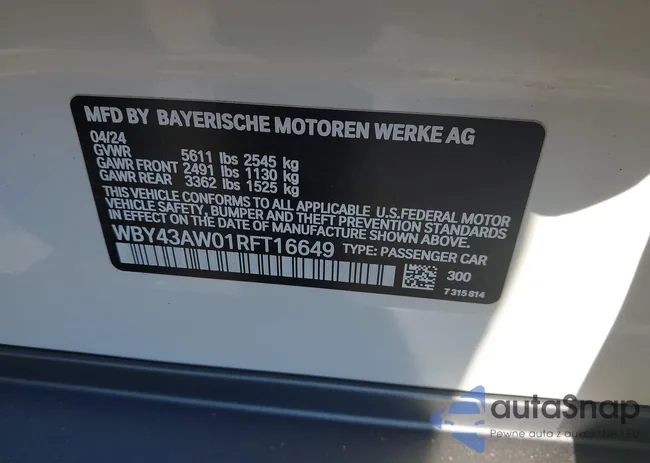 MFD BY BAYERISCHE MOTOREN WERKE AG
04/24
GVWR 5611 lbs 2545 kg
GAWR FRONT 2491 lbs 1130 kg
GAWR REAR 3362 lbs 1525 kg
THIS VEHICLE CONFORMS TO ALL APPLICABLE U.S.FEDERAL MOTOR
VEHICLE SAFETY, BUMPER AND THEFT PREVENTION STANDARDS
IN EFFECT ON THE DATE OF MANUFACTURE SHOWN ABOVE.
WBY43AW01RFT16649 TYPE: PASSENGER CAR
300
7 315 814
autoSnap
Pewne auto z